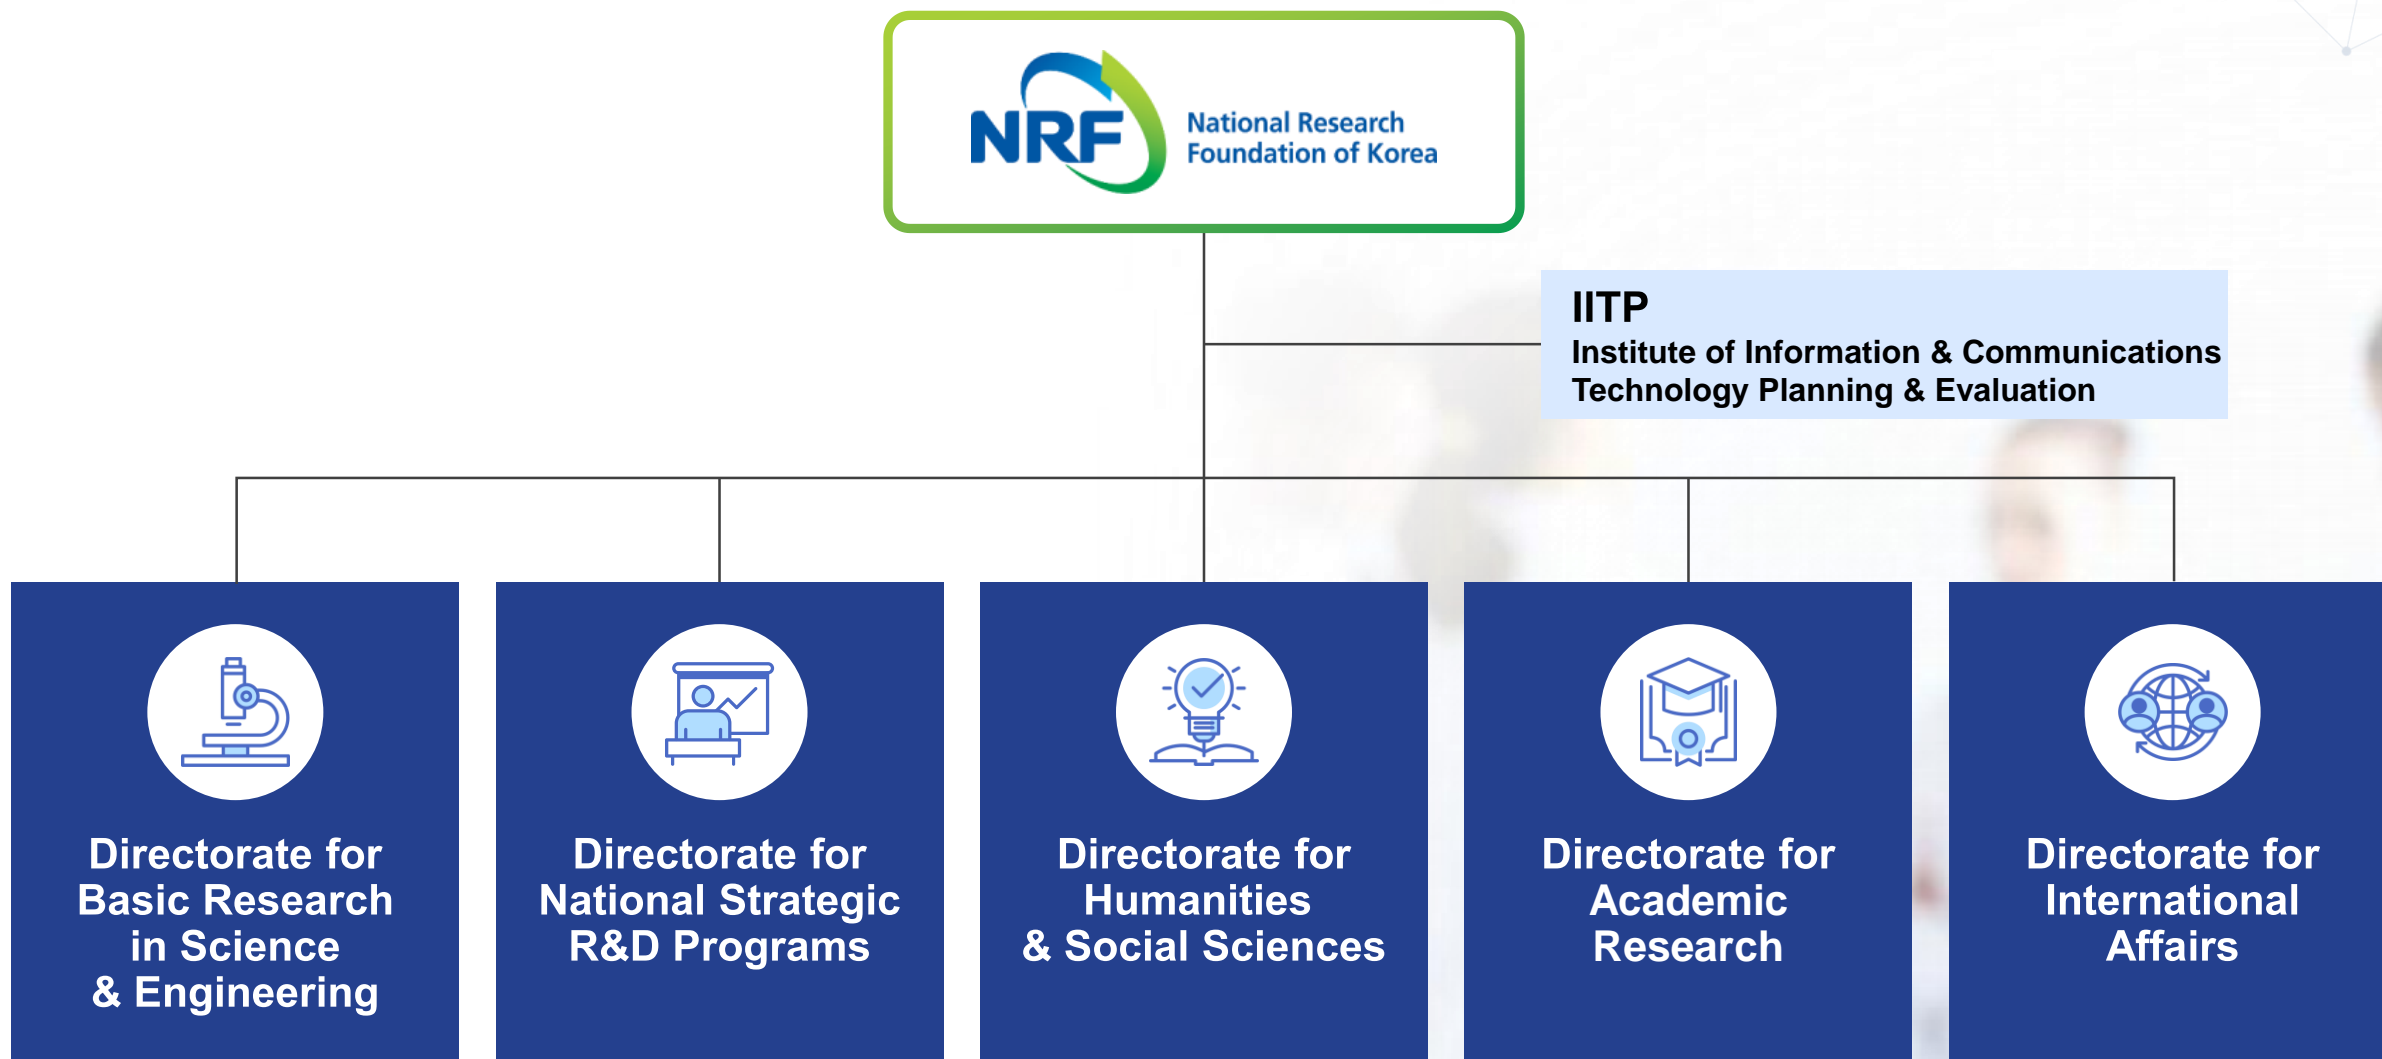 NRF
National Research
Foundation of Korea
IITP
Institute of Information & Communications
Technology Planning & Evaluation
Directorate for
Basic Research
in Science
& Engineering
Directorate for
National Strategic
R&D Programs
Directorate for
Humanities
& Social Sciences
Directorate for
Academic
Research
Directorate for
International
Affairs